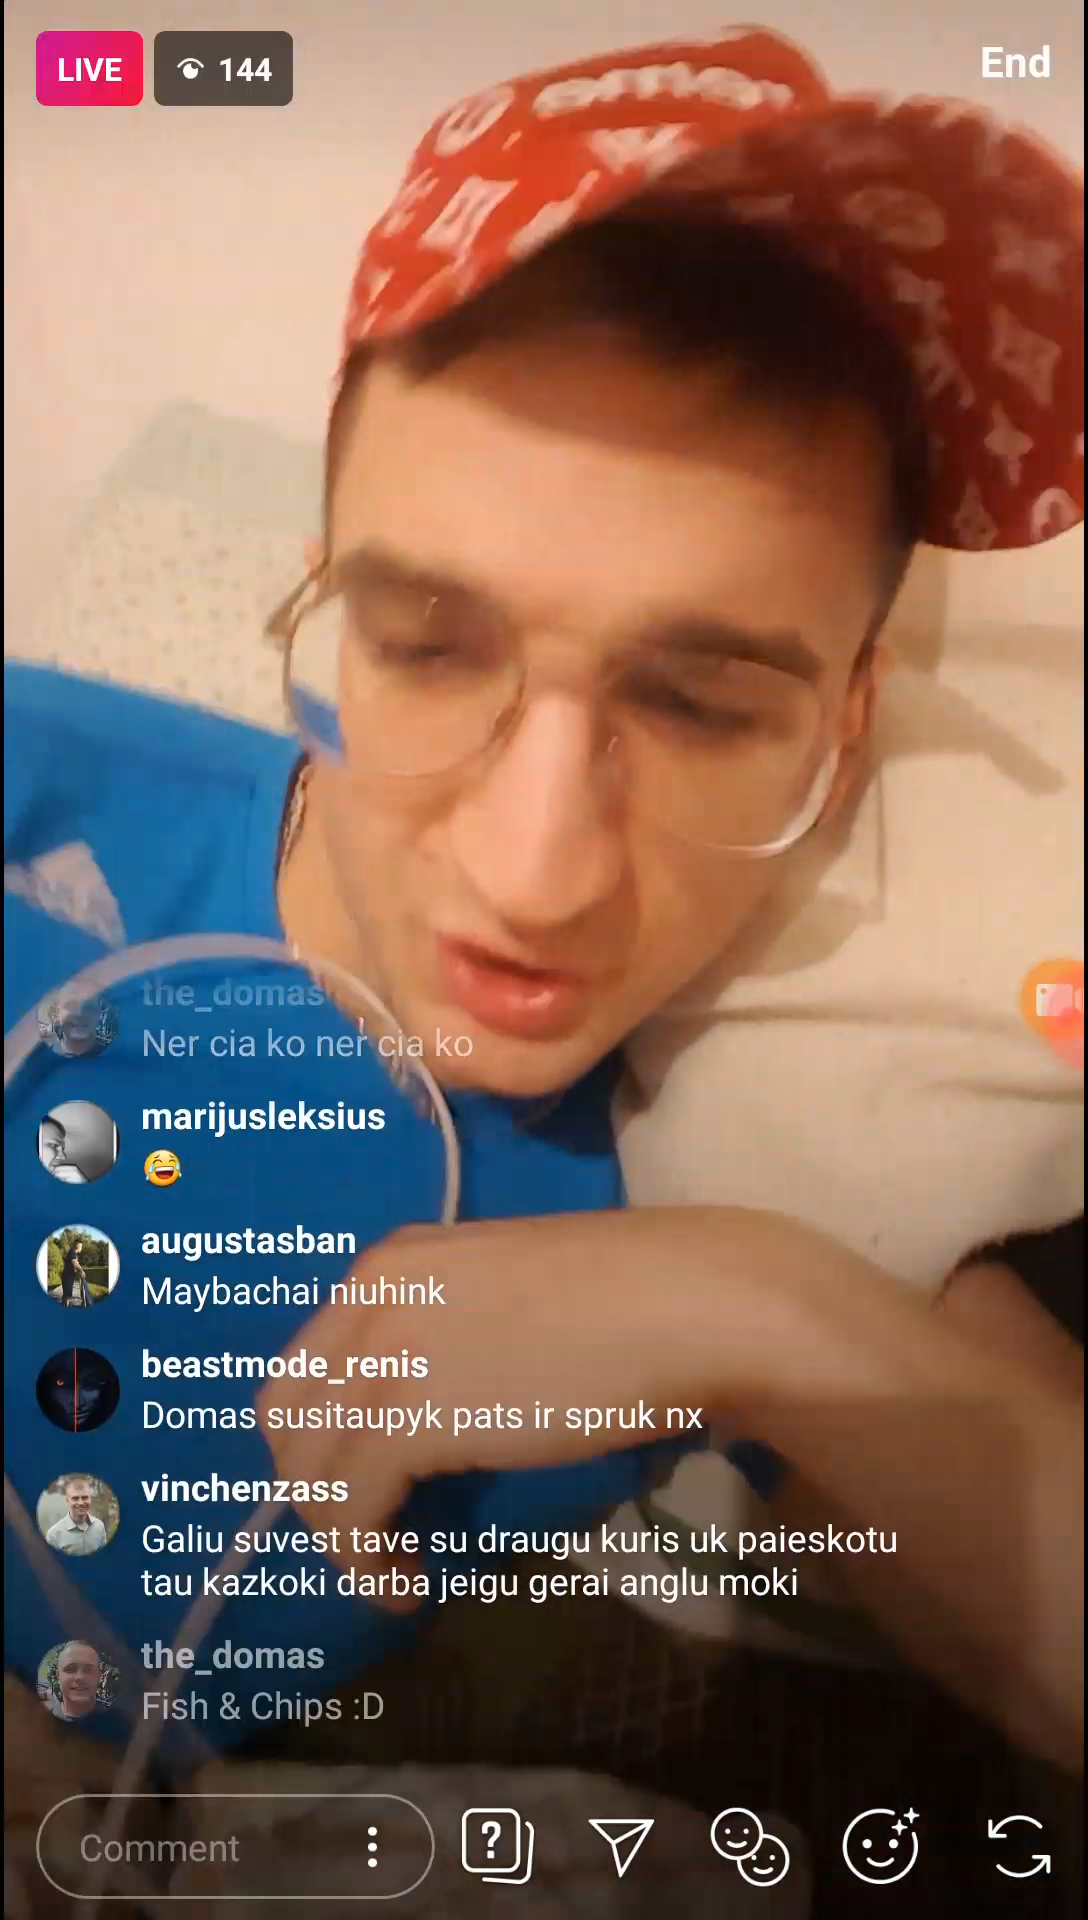 LIVE
144
End
the_domas
Ner cia ko ner cia ko
marijusleksius
😂
augustasban
Maybachai niuhink
beastmode_renis
Domas susitaupyk pats ir spruk nx
vinchenzass
Galiu suvest tave su draugu kuris uk paieskotu
tau kazkoki darba jeigu gerai anglu moki
the_domas
Fish & Chips :D
Comment
?